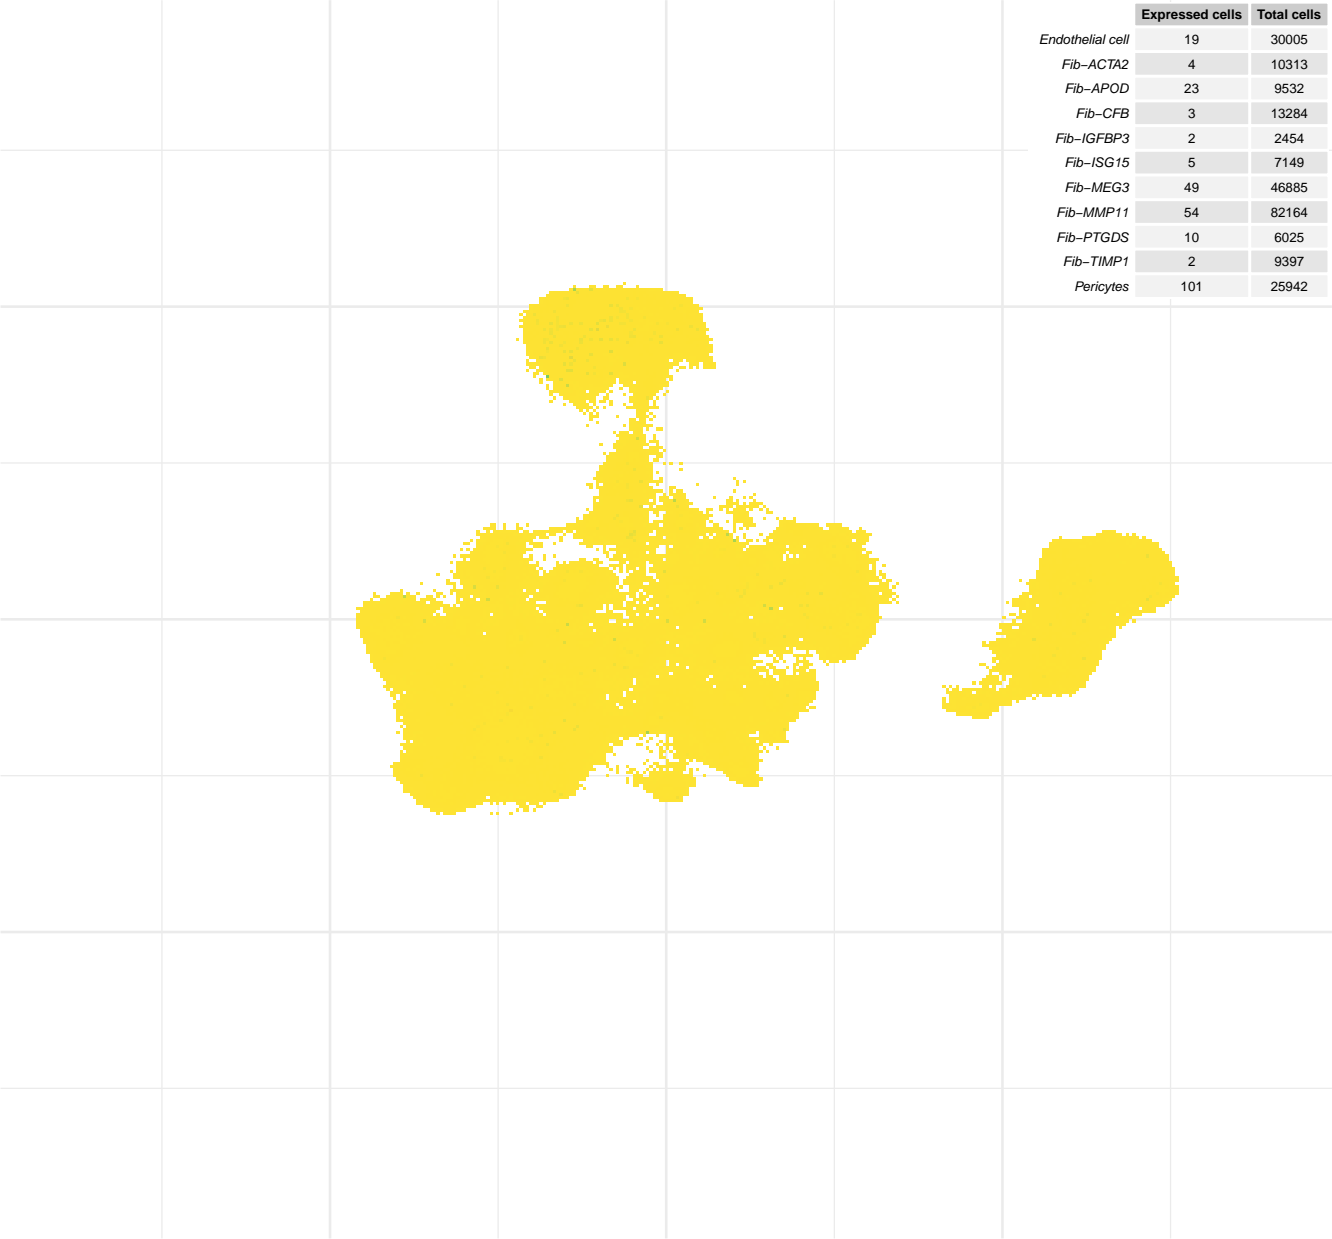 Expressed cells Total cells
Endothelial cell 19 30005
Fib−ACTA2 4 10313
Fib−APOD 23 9532
Fib−CFB 3 13284
Fib−IGFBP3 2 2454
Fib−ISG15 5 7149
Fib−MEG3 49 46885
Fib−MMP11 54 82164
Fib−PTGDS 10 6025
Fib−TIMP1 2 9397
Pericytes 101 25942